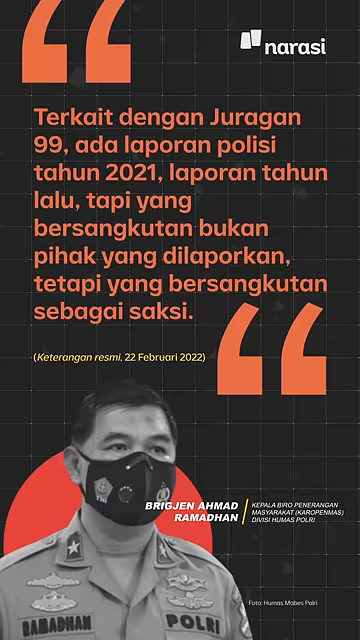 narasi
Terkait dengan Juragan
99, ada laporan polisi
tahun 2021, laporan tahun
lalu, tapi yang
bersangkutan bukan
pihak yang dilaporkan,
tetapi yang bersangkutan
sebagai saksi.
(Keterangan resmi, 22 Februari 2022)
BRIGJEN AHMAD
RAMADHAN
KEPALA BIRO PENERANGAN
MASYARAKAT (KAROPENMAS)
DIVISI HUMAS POLRI
RAMADHAN
POLRI
Foto: Humas Mabes Polri